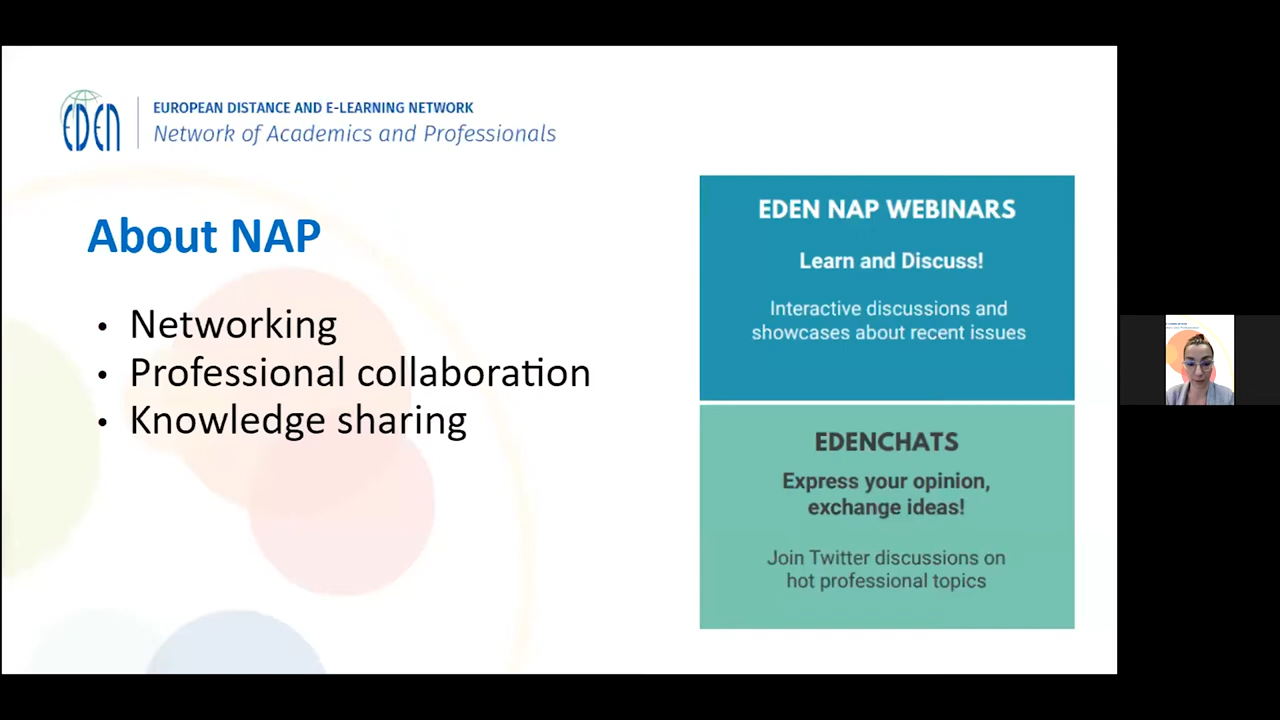 EDEN
EUROPEAN DISTANCE AND E-LEARNING NETWORK
Network of Academics and Professionals
About NAP
• Networking
• Professional collaboration
• Knowledge sharing
EDEN NAP WEBINARS
Learn and Discuss!
Interactive discussions and
showcases about recent issues
EDENCHATS
Express your opinion,
exchange ideas!
Join Twitter discussions on
hot professional topics